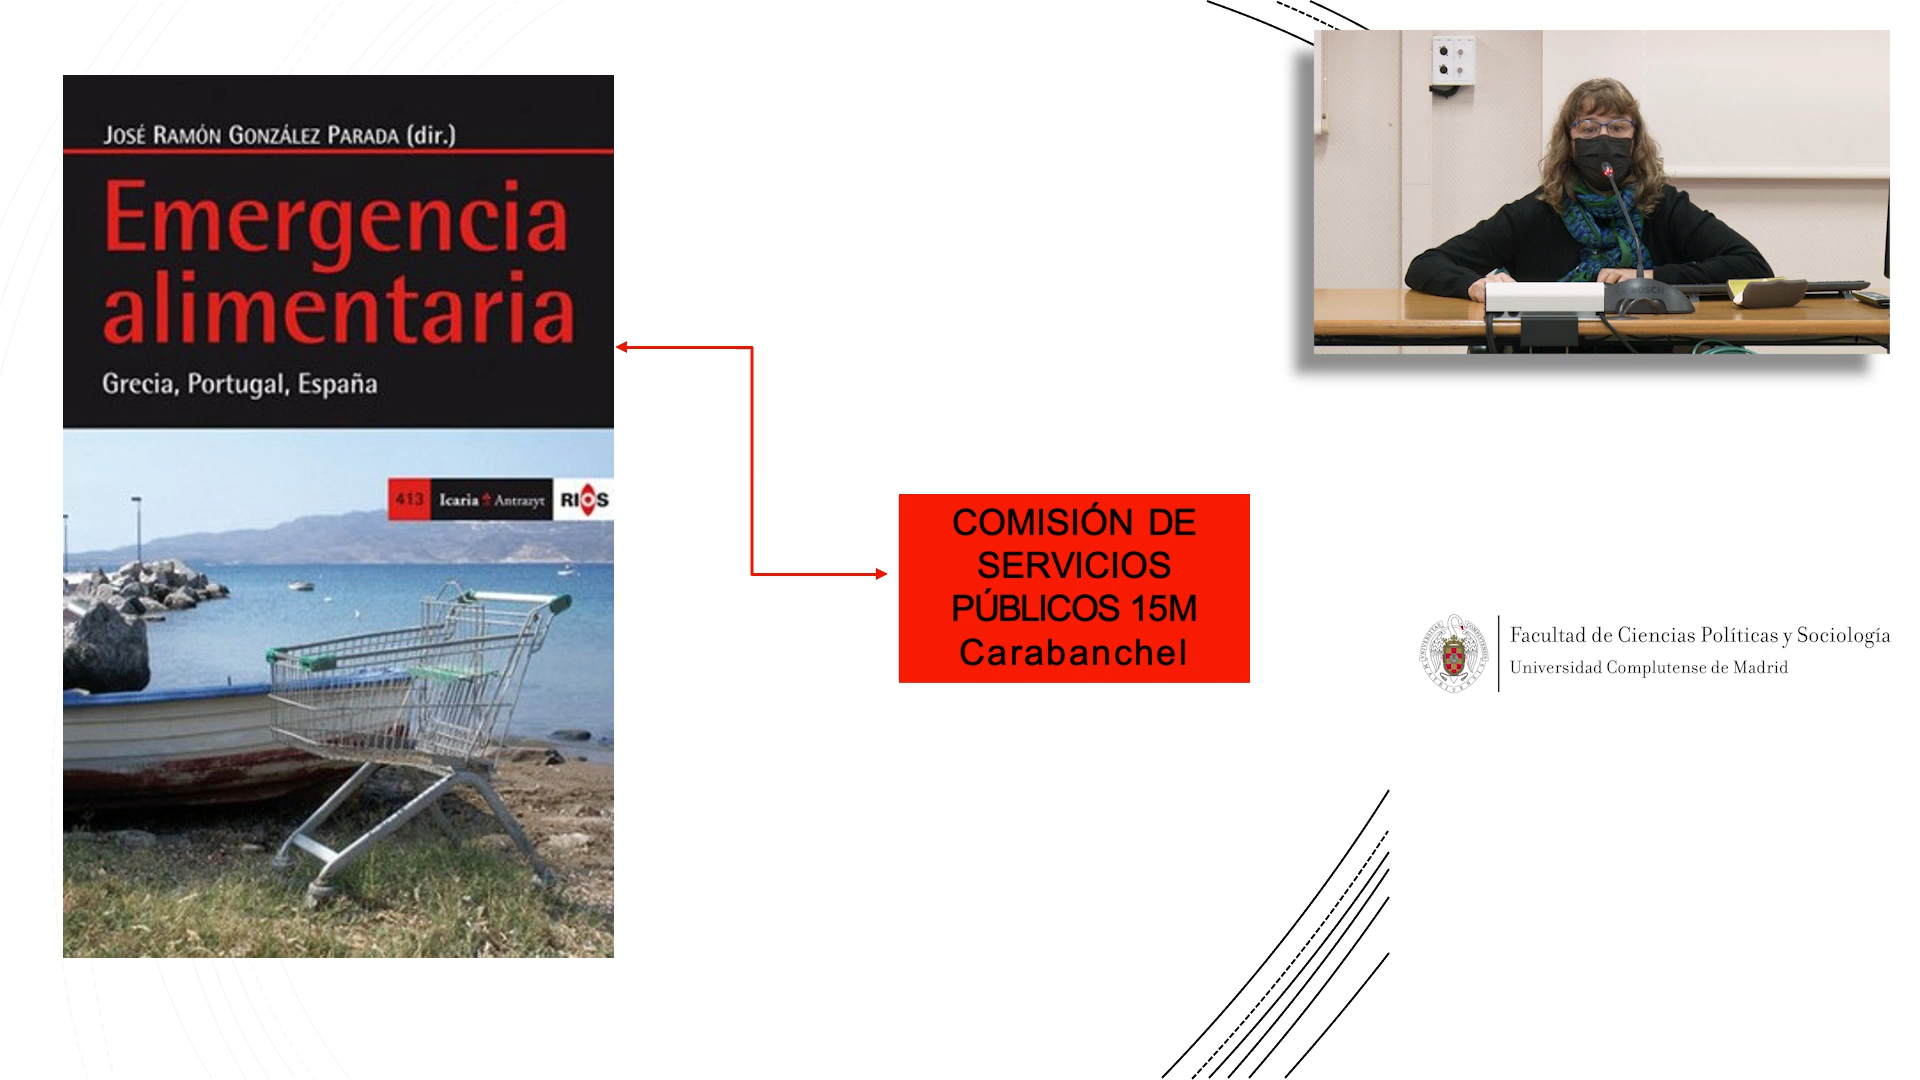 JOSÉ RAMÓN GONZÁLEZ PARADA (dir.)
Emergencia
alimentaria
Grecia, Portugal, España
413 Icaria Antrazyt RIOS
COMISIÓN DE
SERVICIOS
PÚBLICOS 15M
Carabanchel
BOSCH
Facultad de Ciencias Políticas y Sociología
Universidad Complutense de Madrid